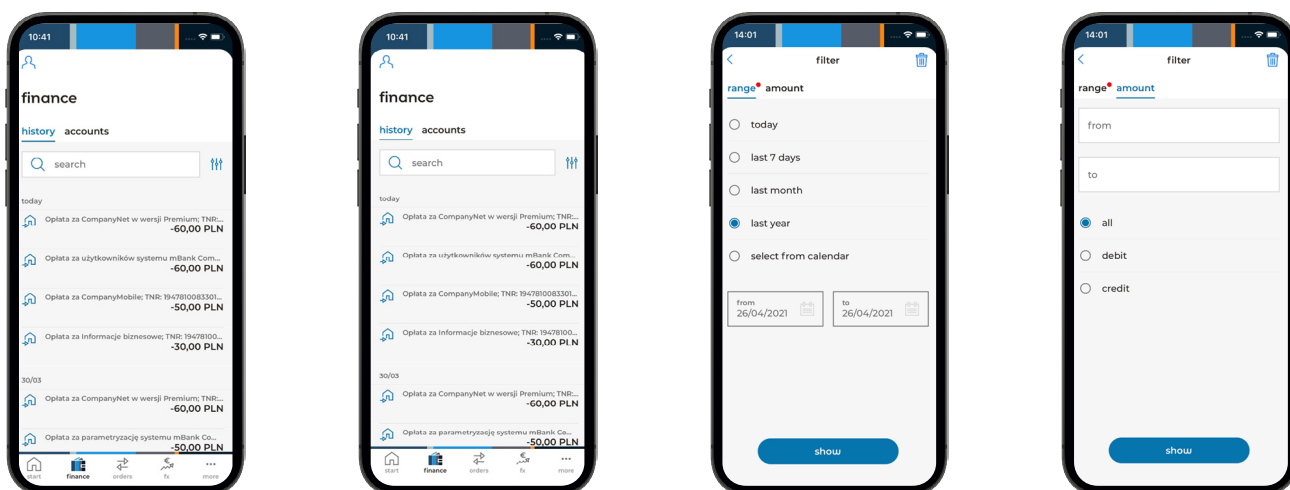 10:41
finance
history accounts
search
today
Opłata za CompanyNet w wersji Premium; TNR:...
-60,00 PLN
Opłata za użytkowników systemu mBank Com...
-60,00 PLN
Opłata za CompanyMobile; TNR: 1947810083301...
-50,00 PLN
Opłata za Informacje biznesowe; TNR: 19478100...
-30,00 PLN
30/03
Opłata za CompanyNet w wersji Premium; TNR:...
-60,00 PLN
Opłata za parametryzację systemu mBank Co...
-50,00 PLN
start finance orders fx more
10:41
finance
history accounts
search
today
Opłata za CompanyNet w wersji Premium; TNR:...
-60,00 PLN
Opłata za użytkowników systemu mBank Com...
-60,00 PLN
Opłata za CompanyMobile; TNR: 1947810083301...
-50,00 PLN
Opłata za Informacje biznesowe; TNR: 19478100...
-30,00 PLN
30/03
Opłata za CompanyNet w wersji Premium; TNR:...
-60,00 PLN
Opłata za parametryzację systemu mBank Co...
-50,00 PLN
start finance orders fx more
14:01
filter
range amount
today
last 7 days
last month
last year
select from calendar
from to
26/04/2021 26/04/2021
show
14:01
filter
range amount
from
to
all
debit
credit
show